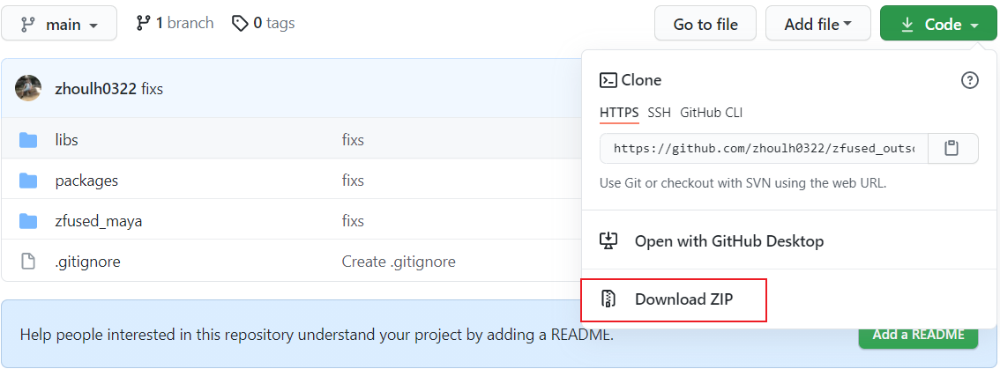 main 1 branch 0 tags Go to file Add file Code
zhoulh0322 fixs
libs fixs
packages fixs
zfused_maya fixs
.gitignore Create .gitignore
Clone
HTTPS SSH GitHub CLI
https://github.com/zhoulh0322/zfused_outso
Use Git or checkout with SVN using the web URL.
Open with GitHub Desktop
Download ZIP
Help people interested in this repository understand your project by adding a README.
Add a README